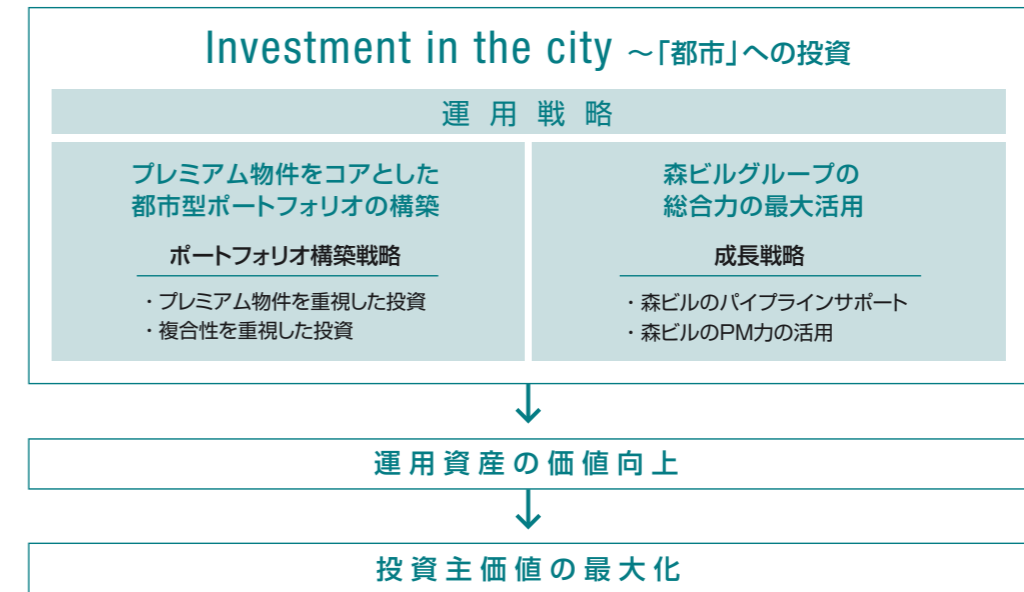 Investment in the city ～「都市」への投資
運用戦略
プレミアム物件をコアとした
都市型ポートフォリオの構築
ポートフォリオ構築戦略
・プレミアム物件を重視した投資
・複合性を重視した投資
森ビルグループの
総合力の最大活用
成長戦略
・森ビルのパイプラインサポート
・森ビルのPM力の活用
運用資産の価値向上
投資主価値の最大化